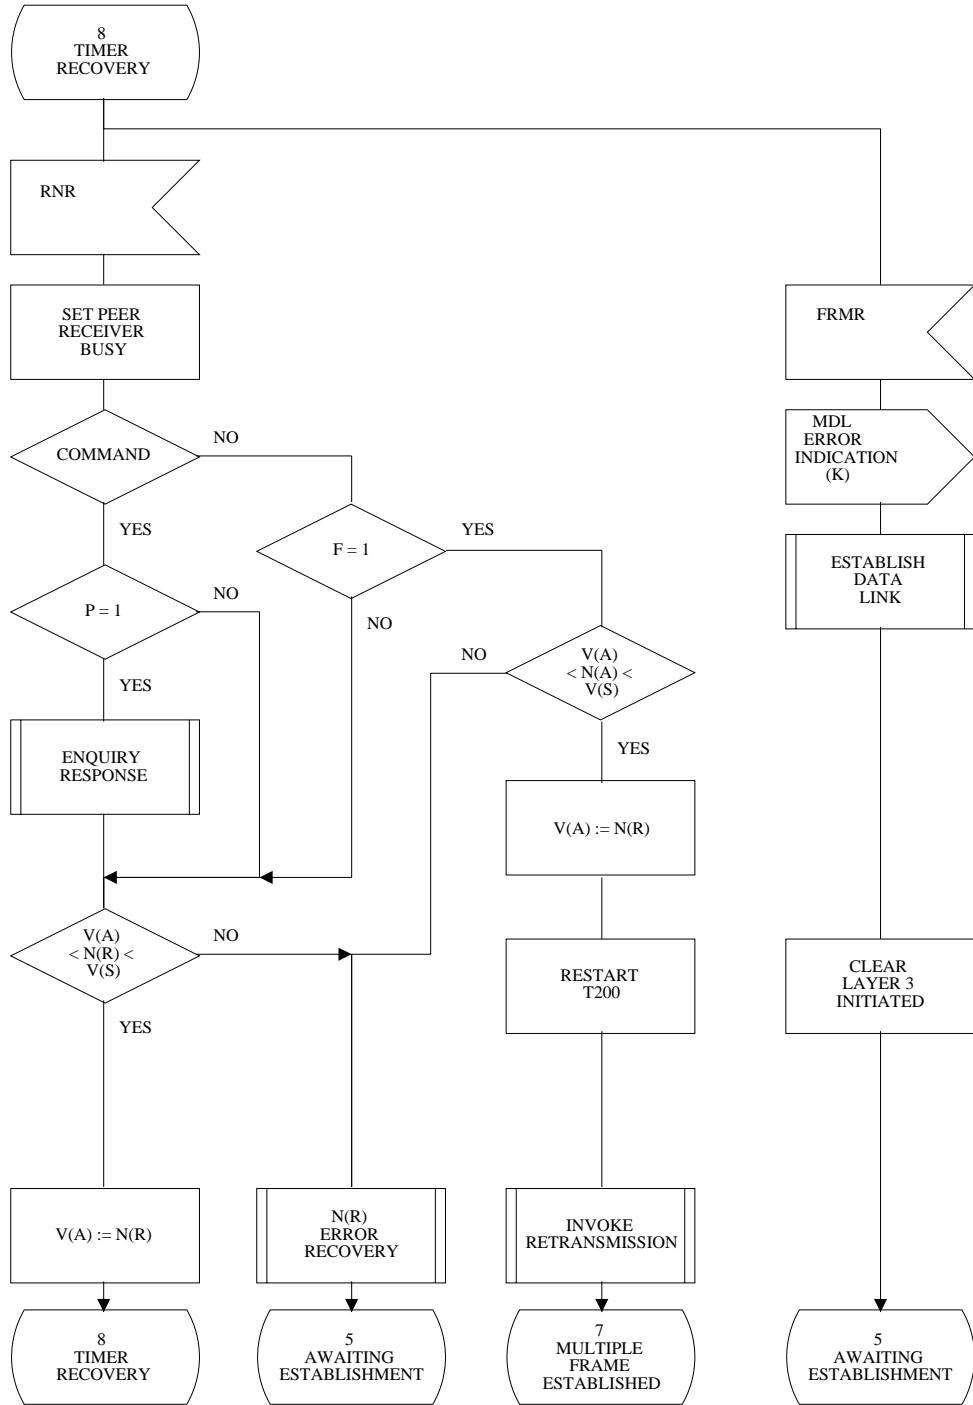 8
TIMER
RECOVERY
RNR
SET PEER
RECEIVER
BUSY
FRMR
COMMAND
NO
MDL
ERROR
INDICATION
(K)
YES
F = 1
YES
ESTABLISH
DATA
LINK
P = 1
NO
NO
YES
NO
V(A)
< N(A) <
V(S)
YES
ENQUIRY
RESPONSE
V(A) := N(R)
V(A)
< N(R) <
V(S)
NO
YES
RESTART
T200
CLEAR
LAYER 3
INITIATED
V(A) := N(R)
N(R)
ERROR
RECOVERY
INVOKE
RETRANSMISSION
8
TIMER
RECOVERY
5
AWAITING
ESTABLISHMENT
7
MULTIPLE
FRAME
ESTABLISHED
5
AWAITING
ESTABLISHMENT